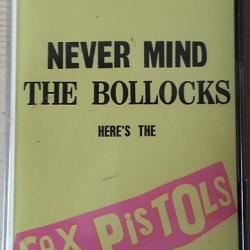 NEVER MIND
THE BOLLOCKS
HERE'S THE
Sex PiSTOLS